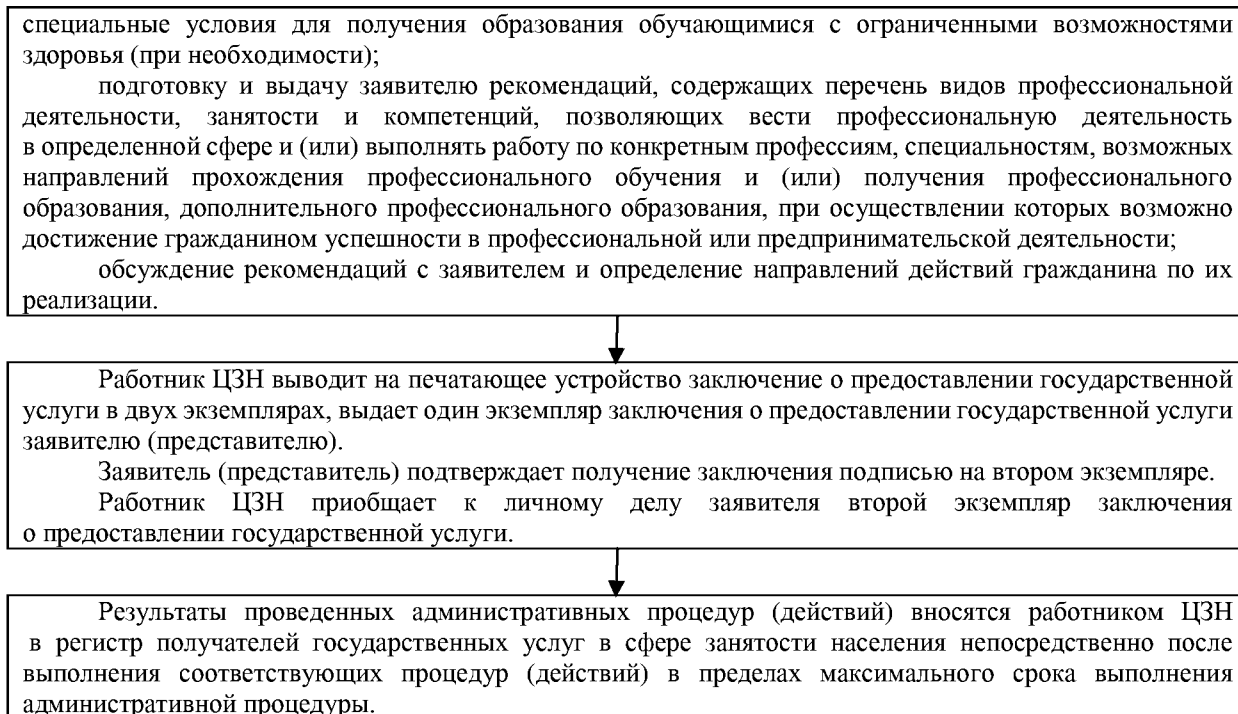 специальные условия для получения образования обучающимися с ограниченными возможностями
здоровья (при необходимости);
подготовку и выдачу заявителю рекомендаций, содержащих перечень видов профессиональной
деятельности, занятости и компетенций, позволяющих вести профессиональную деятельность
в определенной сфере и (или) выполнять работу по конкретным профессиям, специальностям, возможных
направлений прохождения профессионального обучения и (или) получения профессионального
образования, дополнительного профессионального образования, при осуществлении которых возможно
достижение гражданином успешности в профессиональной или предпринимательской деятельности;
обсуждение рекомендаций с заявителем и определение направлений действий гражданина по их
реализации.
Работник ЦЗН выводит на печатающее устройство заключение о предоставлении государственной
услуги в двух экземплярах, выдает один экземпляр заключения о предоставлении государственной услуги
заявителю (представителю).
Заявитель (представитель) подтверждает получение заключения подписью на втором экземпляре.
Работник ЦЗН приобщает к личному делу заявителя второй экземпляр заключения
о предоставлении государственной услуги.
Результаты проведенных административных процедур (действий) вносятся работником ЦЗН
в регистр получателей государственных услуг в сфере занятости населения непосредственно после
выполнения соответствующих процедур (действий) в пределах максимального срока выполнения
административной процедуры.